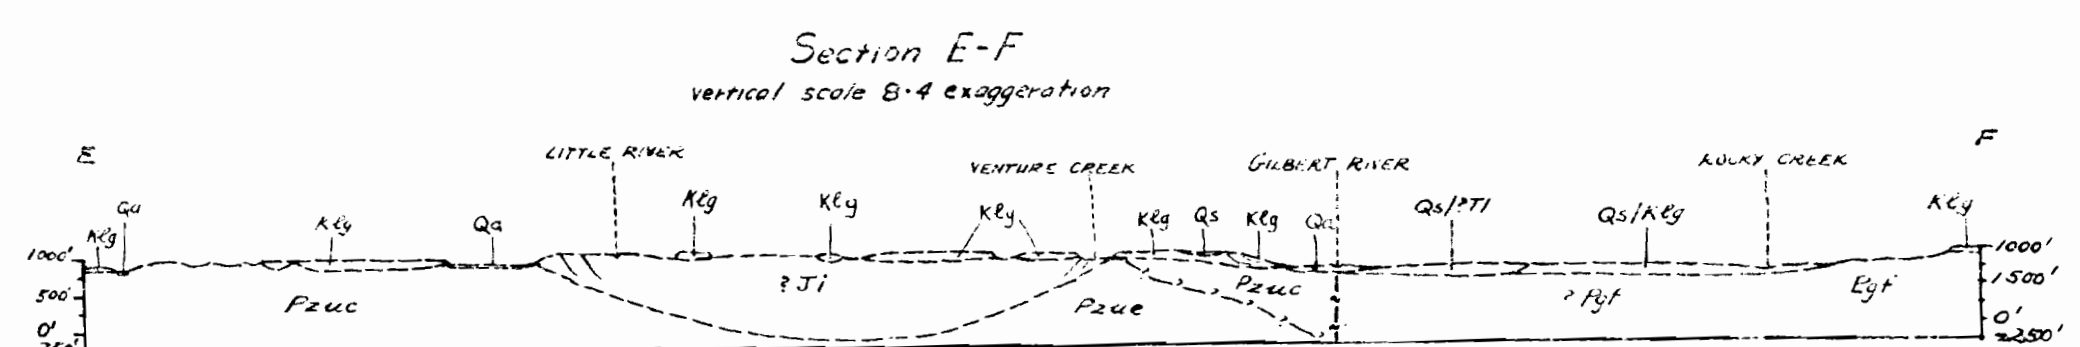 Section E-F
vertical scale 8·4 exaggeration
E
F
LITTLE RIVER
VENTURE CREEK
GILBERT RIVER
ROCKY CREEK
Klg
Qa
Kly
Qa
Klg
Kly
Kly
Klg
Qs
Klg
Qa
Qs/?Tl
Qs/Klg
Kly
1000'
500'
0'
1000'
1500'
0'
Pzuc
?Ji
Pzue
Pzuc
?Pgf